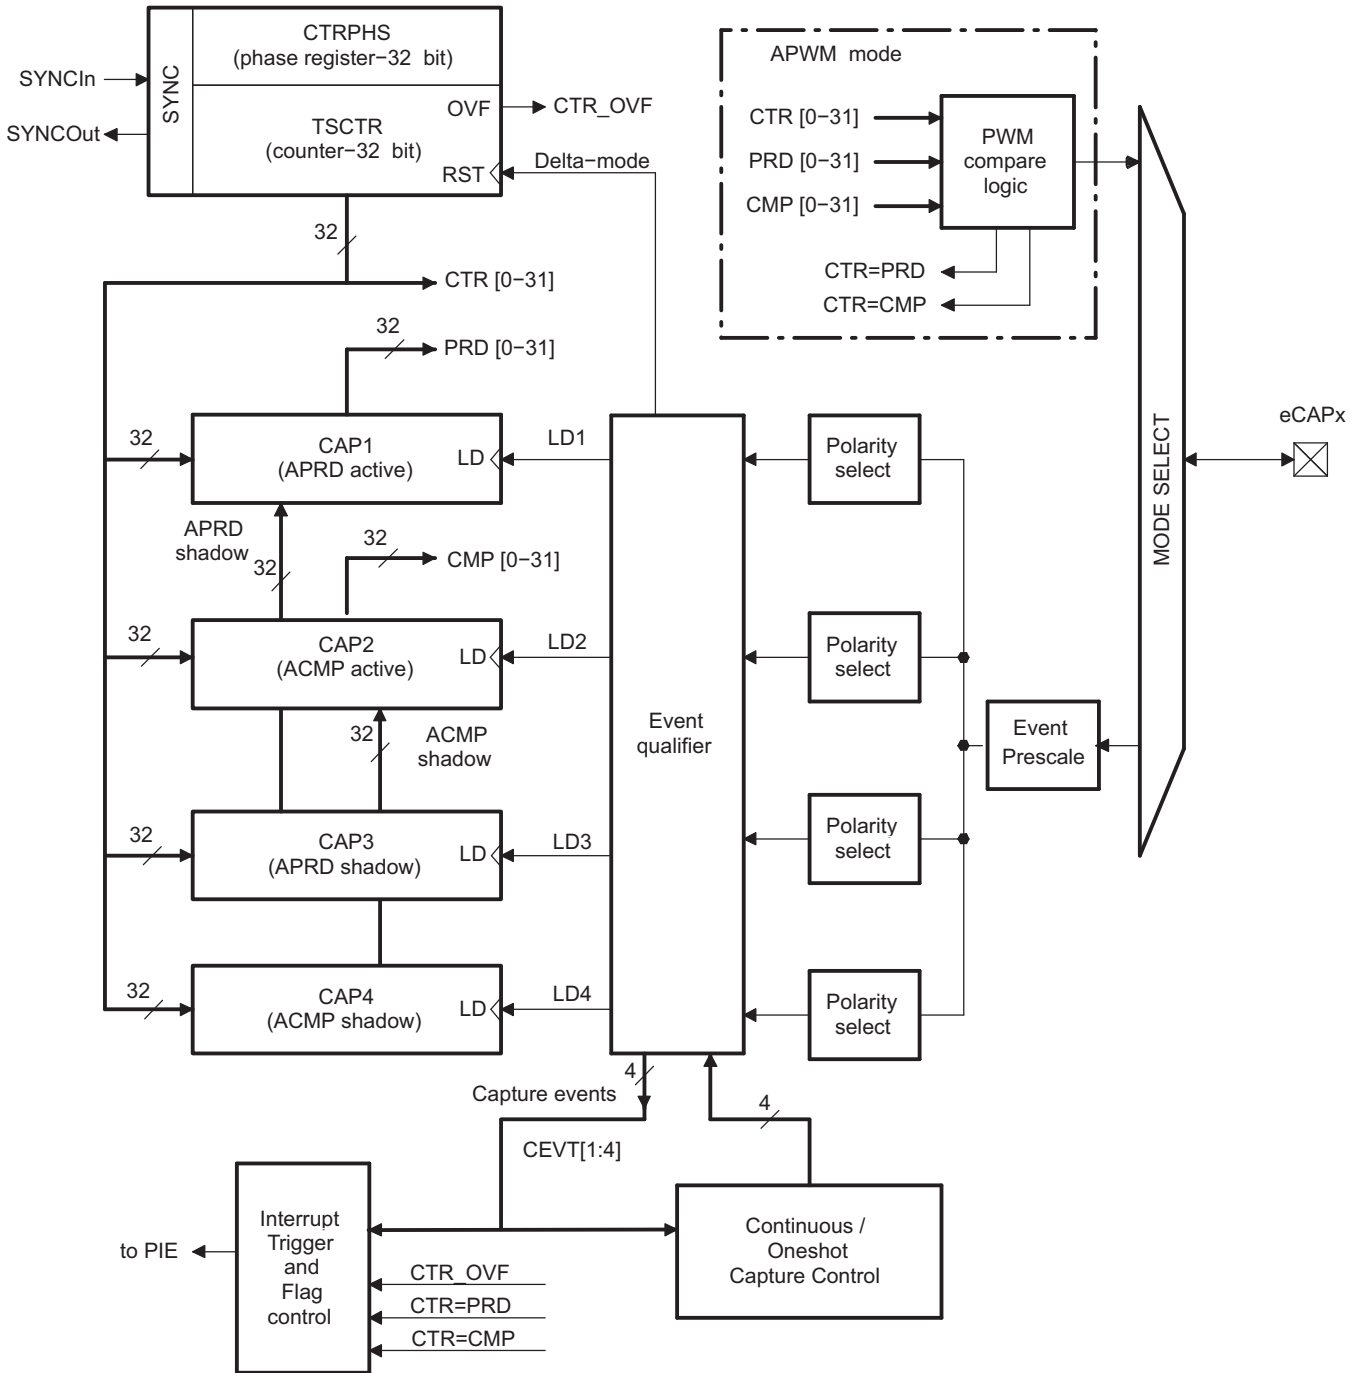 CTRPHS
(phase register−32 bit)
APWM mode
SYNCIn
SYNC
SYNCOut
OVF
CTR_OVF
TSCTR
(counter−32 bit)
RST
Delta−mode
CTR [0−31]
PRD [0−31]
CMP [0−31]
PWM
compare
logic
CTR=PRD
CTR=CMP
32
CTR [0−31]
32
PRD [0−31]
32
CAP1
(APRD active)
LD
LD1
Polarity
select
MODE SELECT
eCAPx
APRD
shadow
32
32
CMP [0−31]
32
CAP2
(ACMP active)
LD
LD2
Polarity
select
32
ACMP
shadow
Event
qualifier
Event
Prescale
32
CAP3
(APRD shadow)
LD
LD3
Polarity
select
32
CAP4
(ACMP shadow)
LD
LD4
Polarity
select
4
Capture events
4
CEVT[1:4]
to PIE
Interrupt
Trigger
and
Flag
control
CTR_OVF
CTR=PRD
CTR=CMP
Continuous /
Oneshot
Capture Control